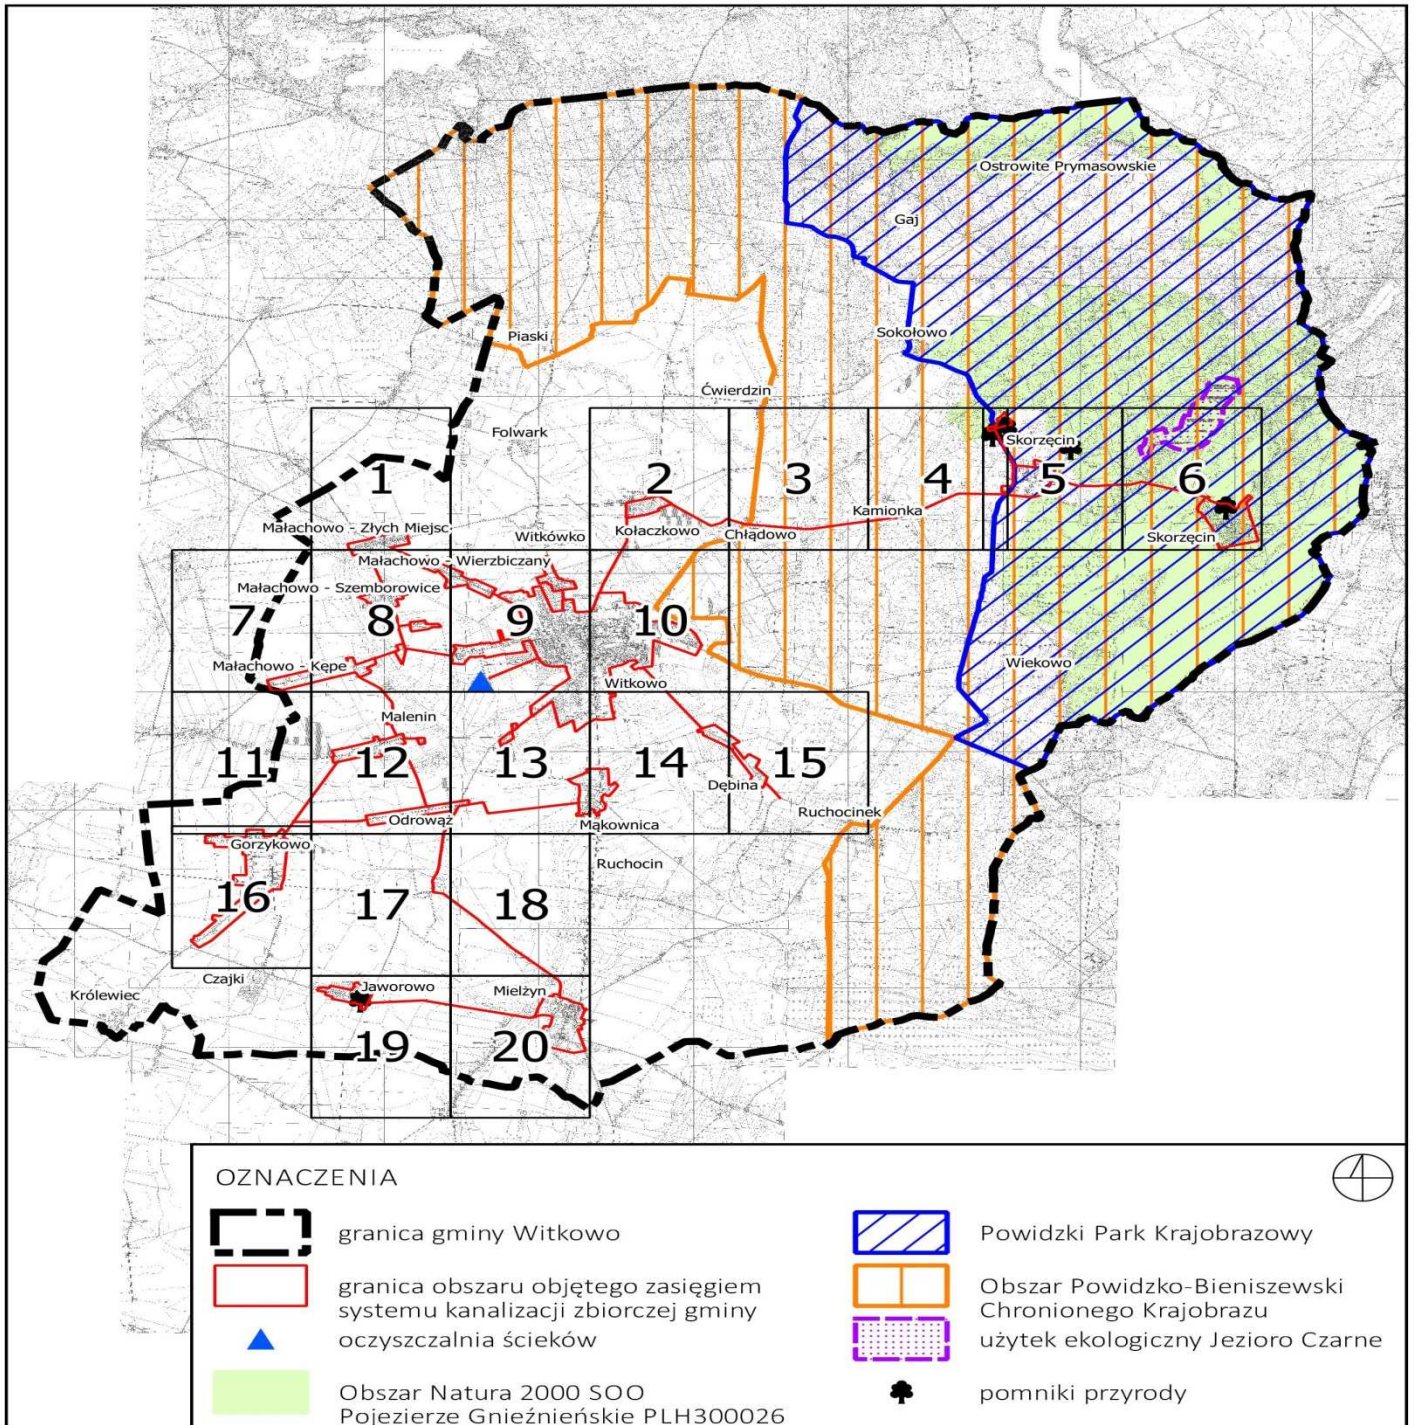 Ostrowite Prymasowskie
Gaj
Sokołowo
Piaski
Ćwierdzin
Folwark
Skorzęcin
1
2
3
4
5
6
Kamionka
Małachowo - Złych Miejsc
Witkówko
Kołaczkowo
Chłądowo
Skorzęcin
Małachowo - Wierzbiczany
Małachowo - Szemborowice
7
8
9
10
Małachowo - Kępe
Wiekowo
Witkowo
Malenin
11
12
13
14
15
Dębina
Ruchocinek
Odrowąż
Mąkownica
Gorzykowo
Ruchocin
16
17
18
Czajki
Królewiec
Jaworowo
Mielżyn
19
20
OZNACZENIA
granica gminy Witkowo
granica obszaru objętego zasięgiem
systemu kanalizacji zbiorczej gminy
oczyszczalnia ścieków
Obszar Natura 2000 SOO
Pojezierze Gnieźnieńskie PLH300026
Powidzki Park Krajobrazowy
Obszar Powidzko-Bieniszewski
Chronionego Krajobrazu
użytek ekologiczny Jezioro Czarne
pomniki przyrody